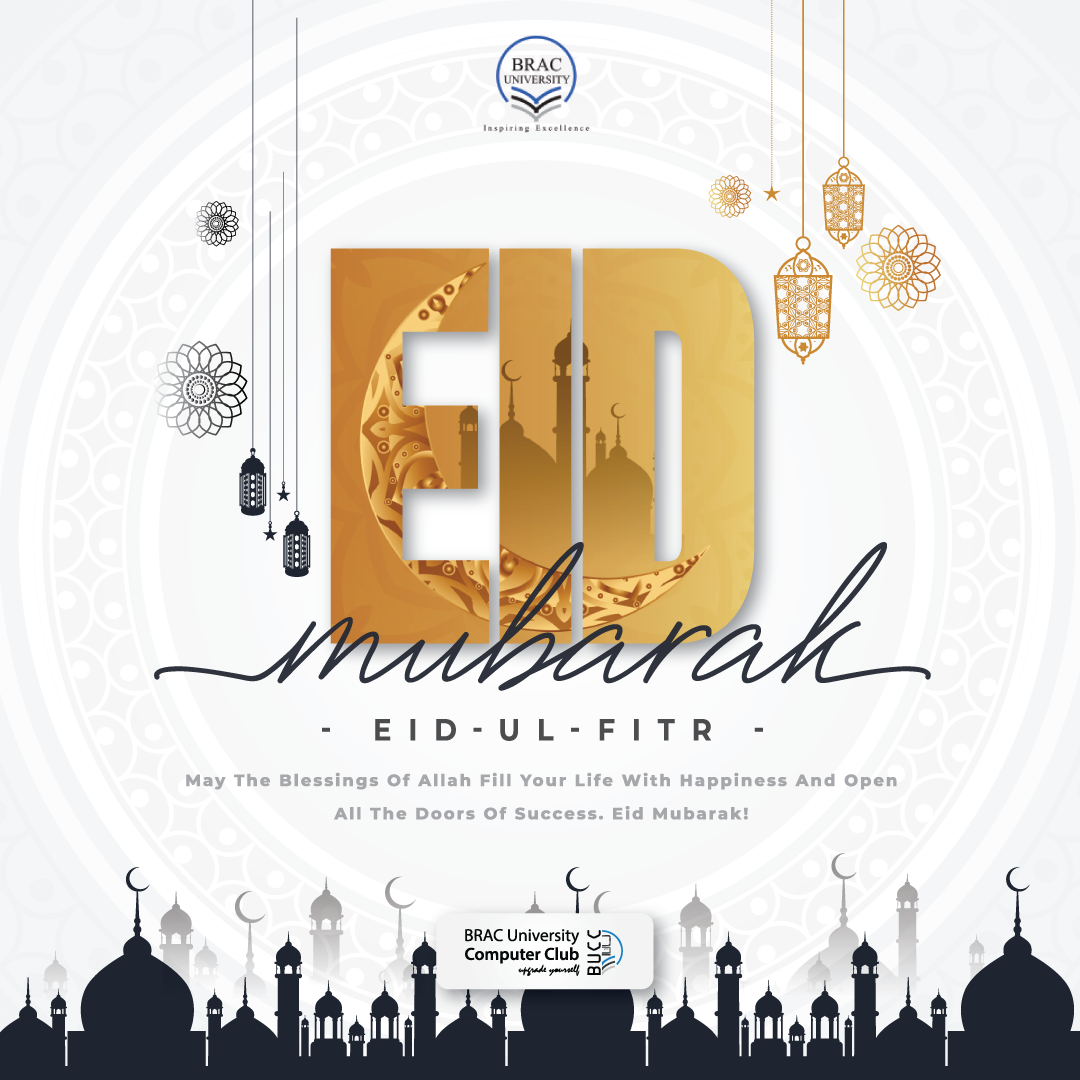 BRAC
UNIVERSITY
Inspiring Excellence
EID
mubarak
- EID-UL-FITR -
May The Blessings Of Allah Fill Your Life With Happiness And Open
All The Doors Of Success. Eid Mubarak!
BRAC University
Computer Club
upgrade yourself
BUCC